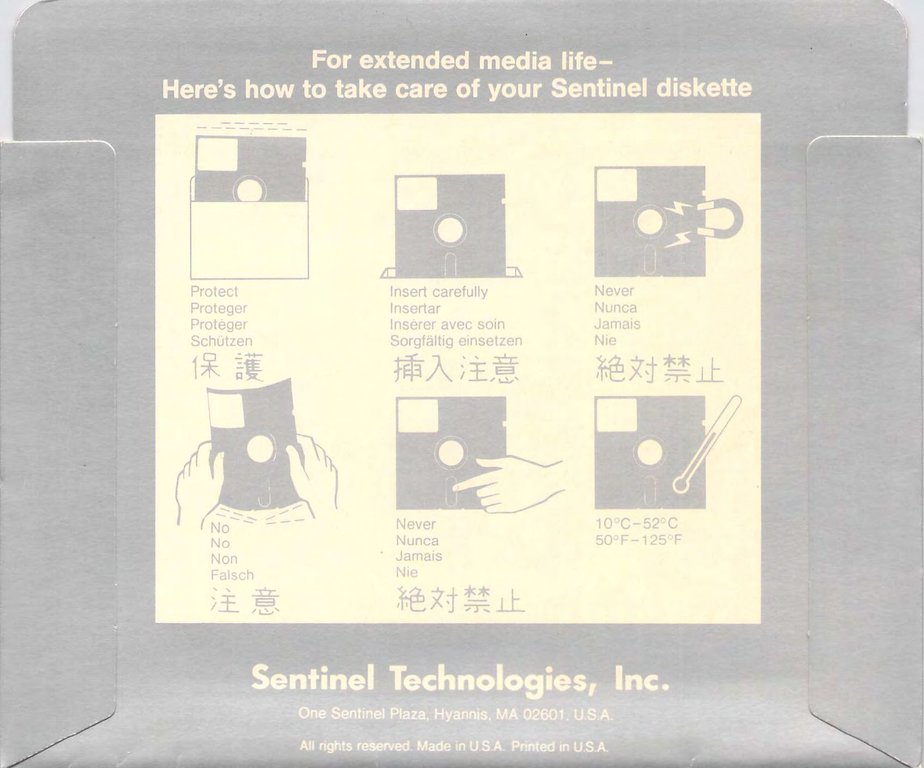 For extended media life–
Here's how to take care of your Sentinel diskette
Protect
Proteger
Protéger
Schützen
保護
Insert carefully
Insertar
Insérer avec soin
Sorgfältig einsetzen
挿入注意
Never
Nunca
Jamais
Nie
絶対禁止
No
No
Non
Falsch
注意
Never
Nunca
Jamais
Nie
絶対禁止
10°C–52°C
50°F–125°F
Sentinel Technologies, Inc.
One Sentinel Plaza, Hyannis, MA 02601, U.S.A.
All rights reserved. Made in U.S.A. Printed in U.S.A.